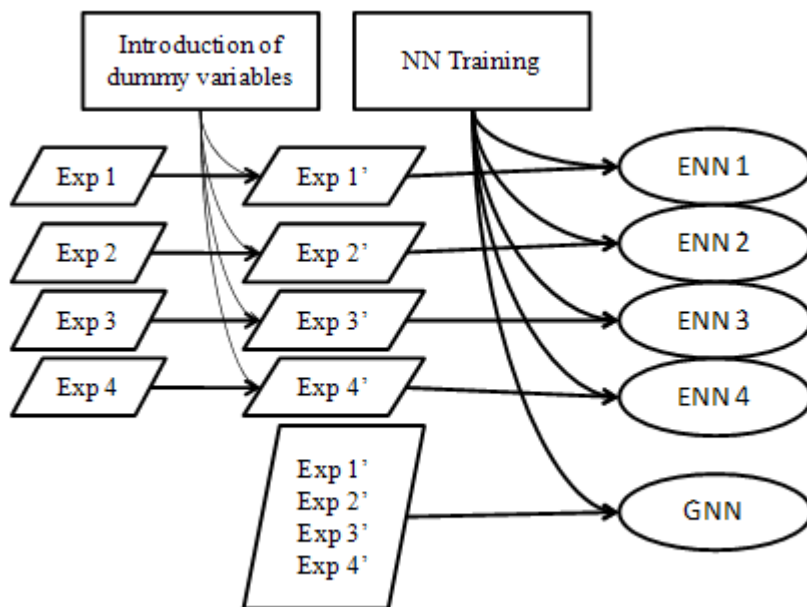 Introduction of
dummy variables
NN Training
Exp 1
Exp 1’
ENN 1
Exp 2
Exp 2’
ENN 2
Exp 3
Exp 3’
ENN 3
Exp 4
Exp 4’
ENN 4
Exp 1’
Exp 2’
Exp 3’
Exp 4’
GNN